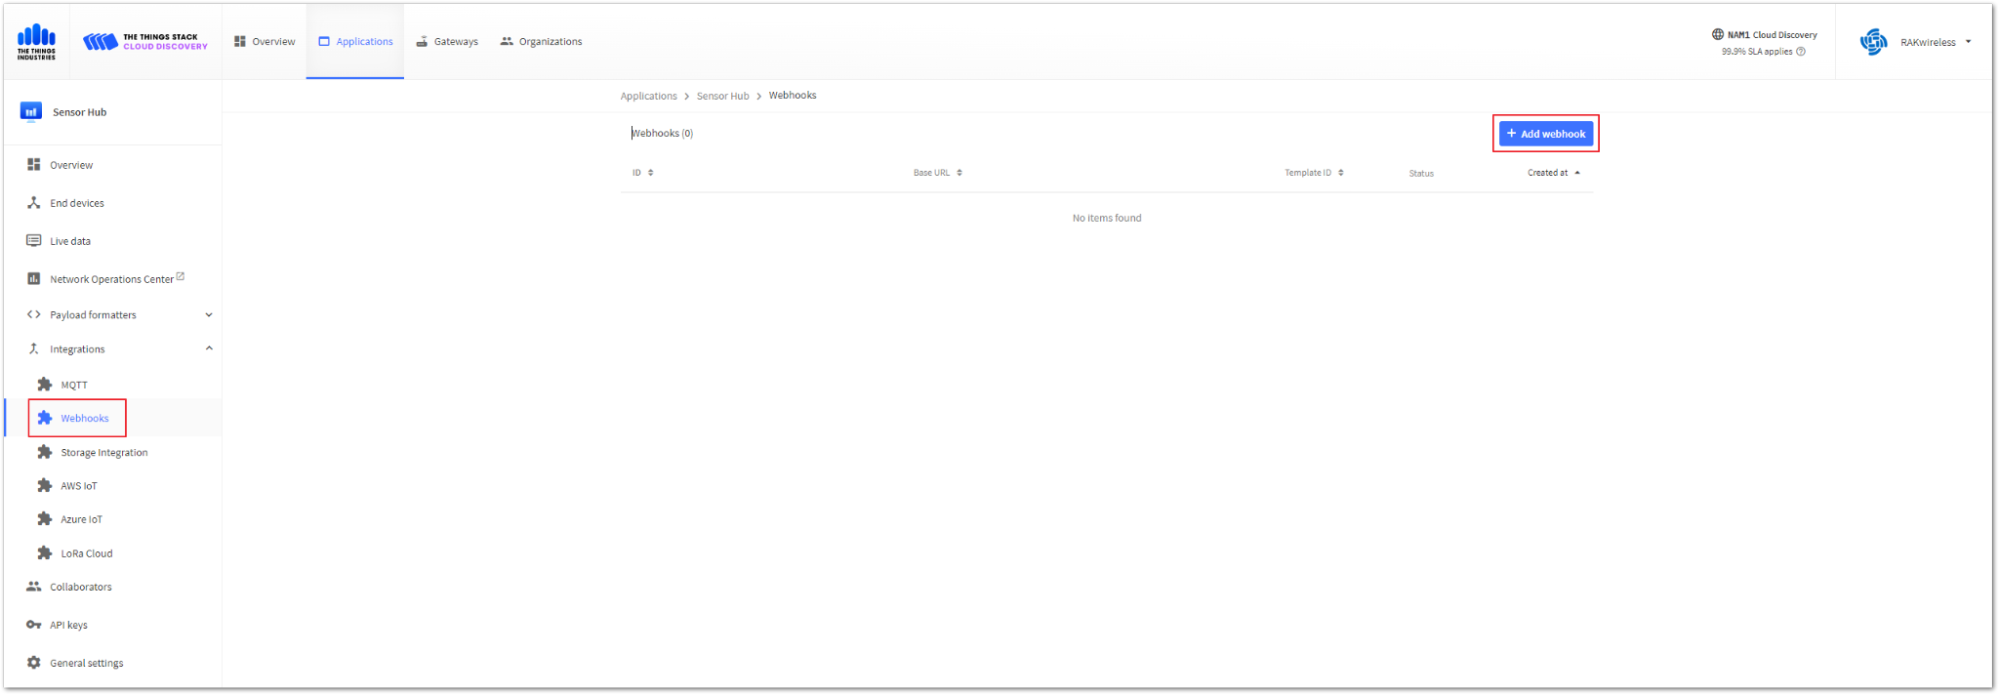 THE THINGS
INDUSTRIES
THE THINGS STACK
CLOUD DISCOVERY
Overview
Applications
Gateways
Organizations
NAM1 Cloud Discovery
99.9% SLA applies
RAKwireless
Sensor Hub
Overview
End devices
Live data
Network Operations Center
Payload formatters
Integrations
MQTT
Webhooks
Storage Integration
AWS IoT
Azure IoT
LoRa Cloud
Collaborators
API keys
General settings
Applications > Sensor Hub > Webhooks
Webhooks (0)
+ Add webhook
ID Base URL Template ID Status Created at
No items found